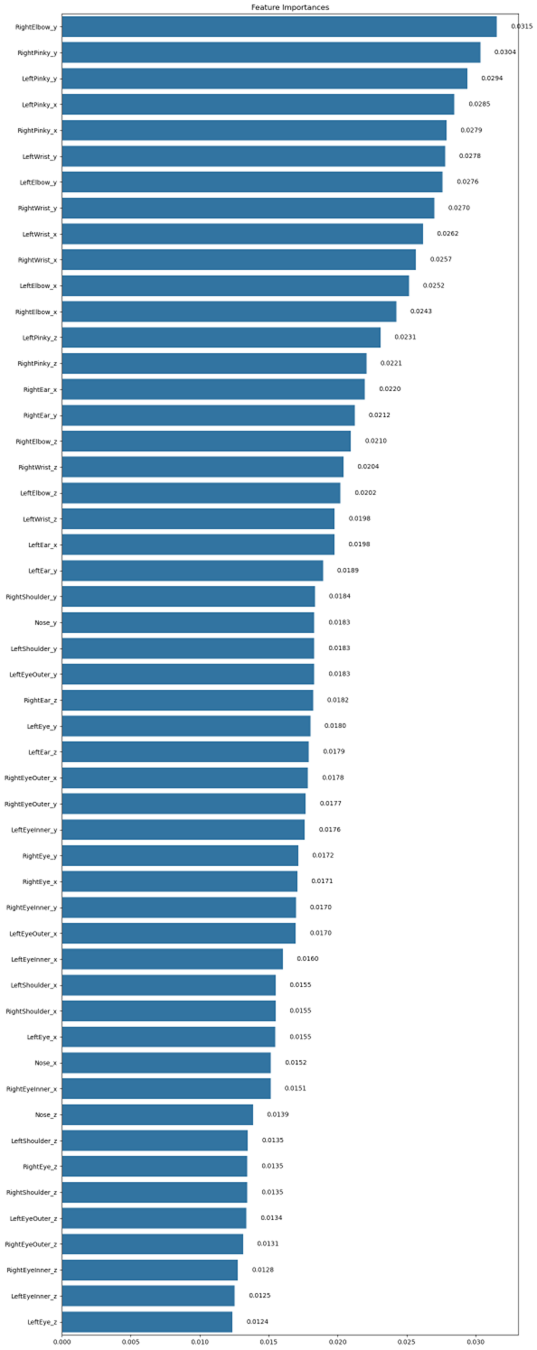 Feature Importances
RightElbow_y 0.0315
RightPinky_y 0.0304
LeftPinky_y 0.0294
LeftPinky_x 0.0285
RightPinky_x 0.0279
LeftWrist_y 0.0278
LeftElbow_y 0.0276
RightWrist_y 0.0270
LeftWrist_x 0.0262
RightWrist_x 0.0257
LeftElbow_x 0.0252
RightElbow_x 0.0243
LeftPinky_z 0.0231
RightPinky_z 0.0221
RightEar_x 0.0220
RightEar_y 0.0212
RightElbow_z 0.0210
RightWrist_z 0.0204
LeftElbow_z 0.0202
LeftWrist_z 0.0198
LeftEar_x 0.0198
LeftEar_y 0.0189
RightShoulder_y 0.0184
Nose_y 0.0183
LeftShoulder_y 0.0183
LeftEyeOuter_y 0.0183
RightEar_z 0.0182
LeftEye_y 0.0180
LeftEar_z 0.0179
RightEyeOuter_x 0.0178
RightEyeOuter_y 0.0177
LeftEyeInner_y 0.0176
RightEye_y 0.0172
RightEye_x 0.0171
RightEyeInner_y 0.0170
LeftEyeOuter_x 0.0170
LeftEyeInner_x 0.0160
LeftShoulder_x 0.0155
RightShoulder_x 0.0155
LeftEye_x 0.0155
Nose_x 0.0152
RightEyeInner_x 0.0151
Nose_z 0.0139
LeftShoulder_z 0.0135
RightEye_z 0.0135
RightShoulder_z 0.0135
LeftEyeOuter_z 0.0134
RightEyeOuter_z 0.0131
RightEyeInner_z 0.0128
LeftEyeInner_z 0.0125
LeftEye_z 0.0124
0.000 0.005 0.010 0.015 0.020 0.025 0.030